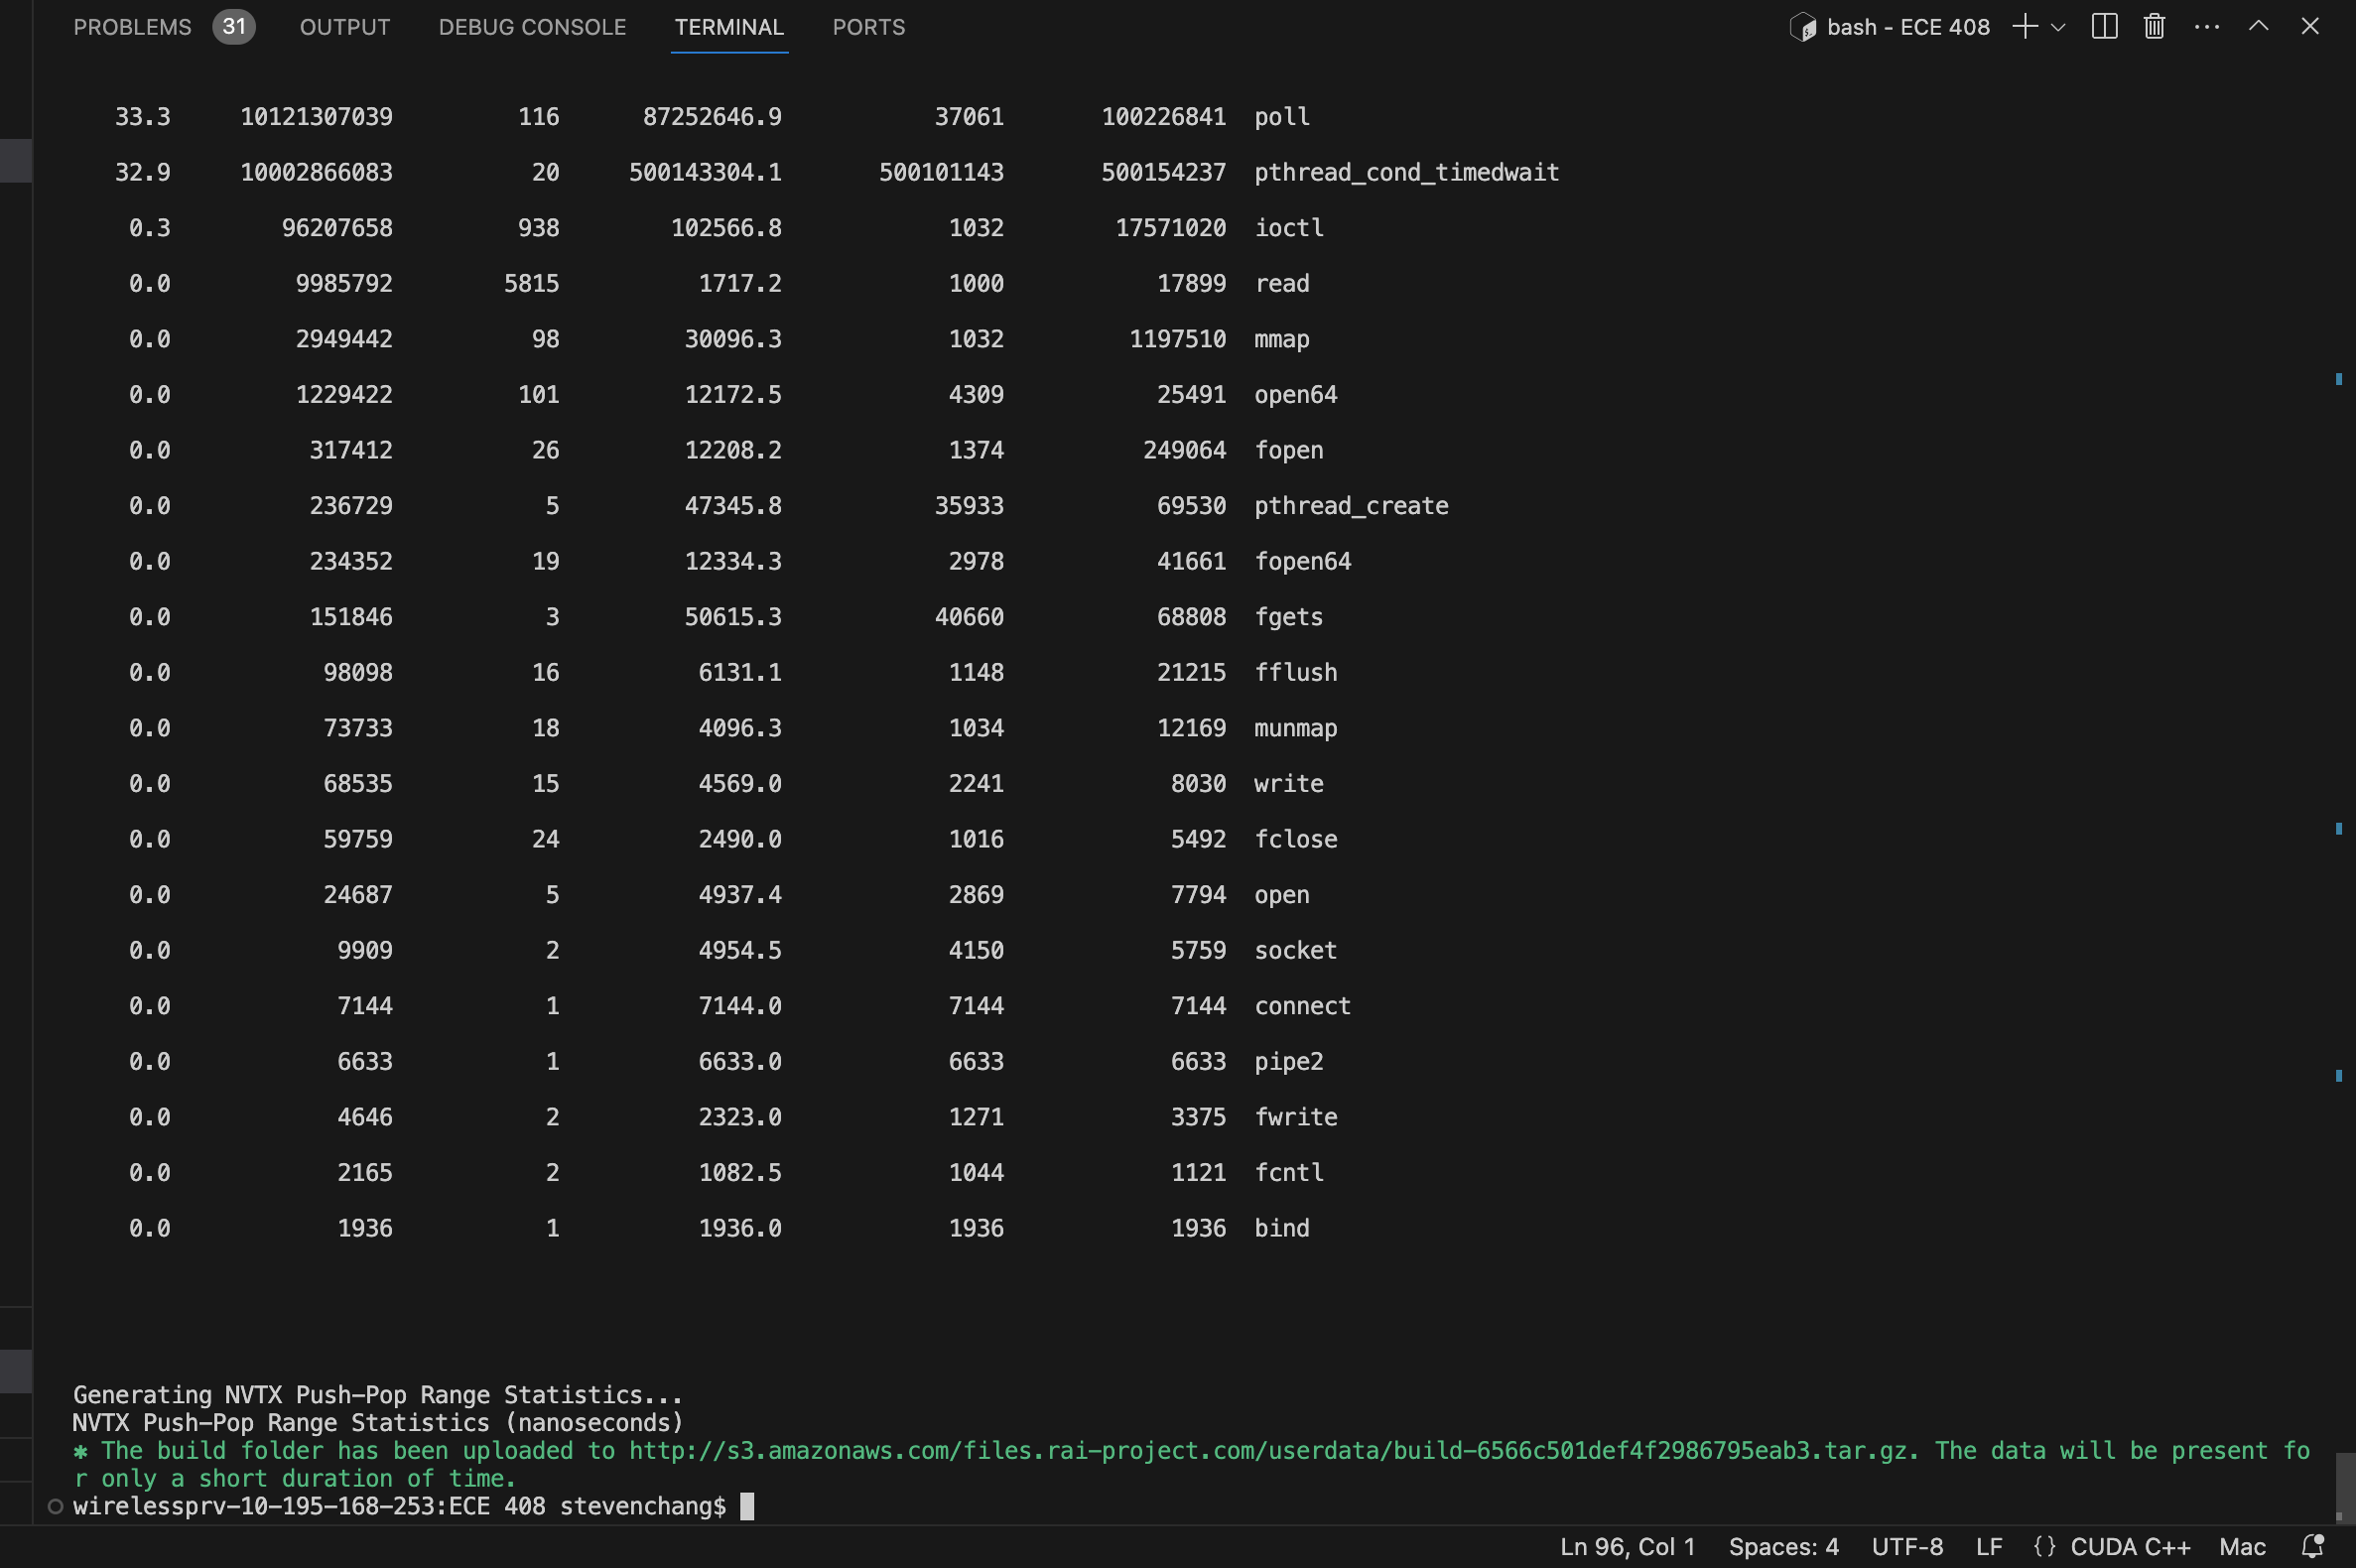 PROBLEMS 31 OUTPUT DEBUG CONSOLE TERMINAL PORTS bash - ECE 408
33.3 10121307039 116 87252646.9 37061 100226841 poll
32.9 10002866083 20 500143304.1 500101143 500154237 pthread_cond_timedwait
0.3 96207658 938 102566.8 1032 17571020 ioctl
0.0 9985792 5815 1717.2 1000 17899 read
0.0 2949442 98 30096.3 1032 1197510 mmap
0.0 1229422 101 12172.5 4309 25491 open64
0.0 317412 26 12208.2 1374 249064 fopen
0.0 236729 5 47345.8 35933 69530 pthread_create
0.0 234352 19 12334.3 2978 41661 fopen64
0.0 151846 3 50615.3 40660 68808 fgets
0.0 98098 16 6131.1 1148 21215 fflush
0.0 73733 18 4096.3 1034 12169 munmap
0.0 68535 15 4569.0 2241 8030 write
0.0 59759 24 2490.0 1016 5492 fclose
0.0 24687 5 4937.4 2869 7794 open
0.0 9909 2 4954.5 4150 5759 socket
0.0 7144 1 7144.0 7144 7144 connect
0.0 6633 1 6633.0 6633 6633 pipe2
0.0 4646 2 2323.0 1271 3375 fwrite
0.0 2165 2 1082.5 1044 1121 fcntl
0.0 1936 1 1936.0 1936 1936 bind
Generating NVTX Push-Pop Range Statistics...
NVTX Push-Pop Range Statistics (nanoseconds)
✱ The build folder has been uploaded to http://s3.amazonaws.com/files.rai-project.com/userdata/build-6566c501def4f2986795eab3.tar.gz. The data will be present fo
r only a short duration of time.
wirelessprv-10-195-168-253:ECE 408 stevenchang$
Ln 96, Col 1 Spaces: 4 UTF-8 LF {} CUDA C++ Mac